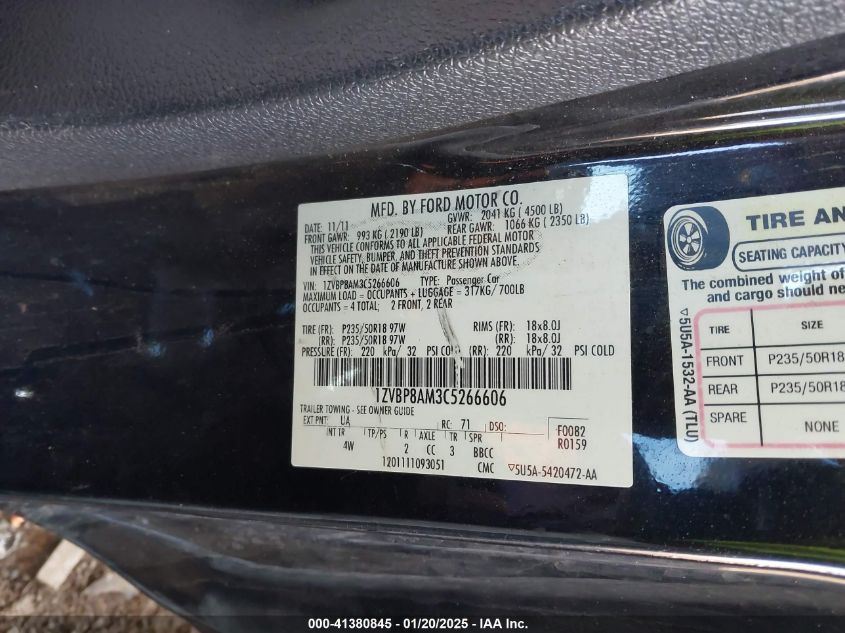 MFD. BY FORD MOTOR CO.
DATE: 11/11 GVWR: 2041 KG ( 4500 LB)
FRONT GAWR: 993 KG ( 2190 LB) REAR GAWR: 1066 KG ( 2350 LB)
THIS VEHICLE CONFORMS TO ALL APPLICABLE FEDERAL MOTOR
VEHICLE SAFETY, BUMPER, AND THEFT PREVENTION STANDARDS
IN EFFECT ON THE DATE OF MANUFACTURE SHOWN ABOVE.
VIN: 1ZVBP8AM3C5266606 TYPE: Passenger Car
MAXIMUM LOAD = OCCUPANTS + LUGGAGE = 317KG/700LB
OCCUPANTS = 4 TOTAL: 2 FRONT, 2 REAR
TIRE (FR): P235/50R18 97W RIMS (FR): 18x8.0J
(RR): P235/50R18 97W (RR): 18x8.0J
PRESSURE (FR): 220 kPa/ 32 PSI COLD (RR): 220 kPa/ 32 PSI COLD
1ZVBP8AM3C5266606
TRAILER TOWING - SEE OWNER GUIDE
EXT PNT: UA RC: 71 DSO: F0082
INT TR TP/PS R AXLE TR SPR R0159
4W 2 CC 3 BBCC
1201111093051 CMC ▽5U5A-5420472-AA
TIRE AN
SEATING CAPACITY
The combined weight of
and cargo should ne
TIRE SIZE
FRONT P235/50R18
REAR P235/50R18
SPARE NONE
▽5U5A-1532-AA (TLU)
000-41380845 01/20/2025 - IAA Inc.